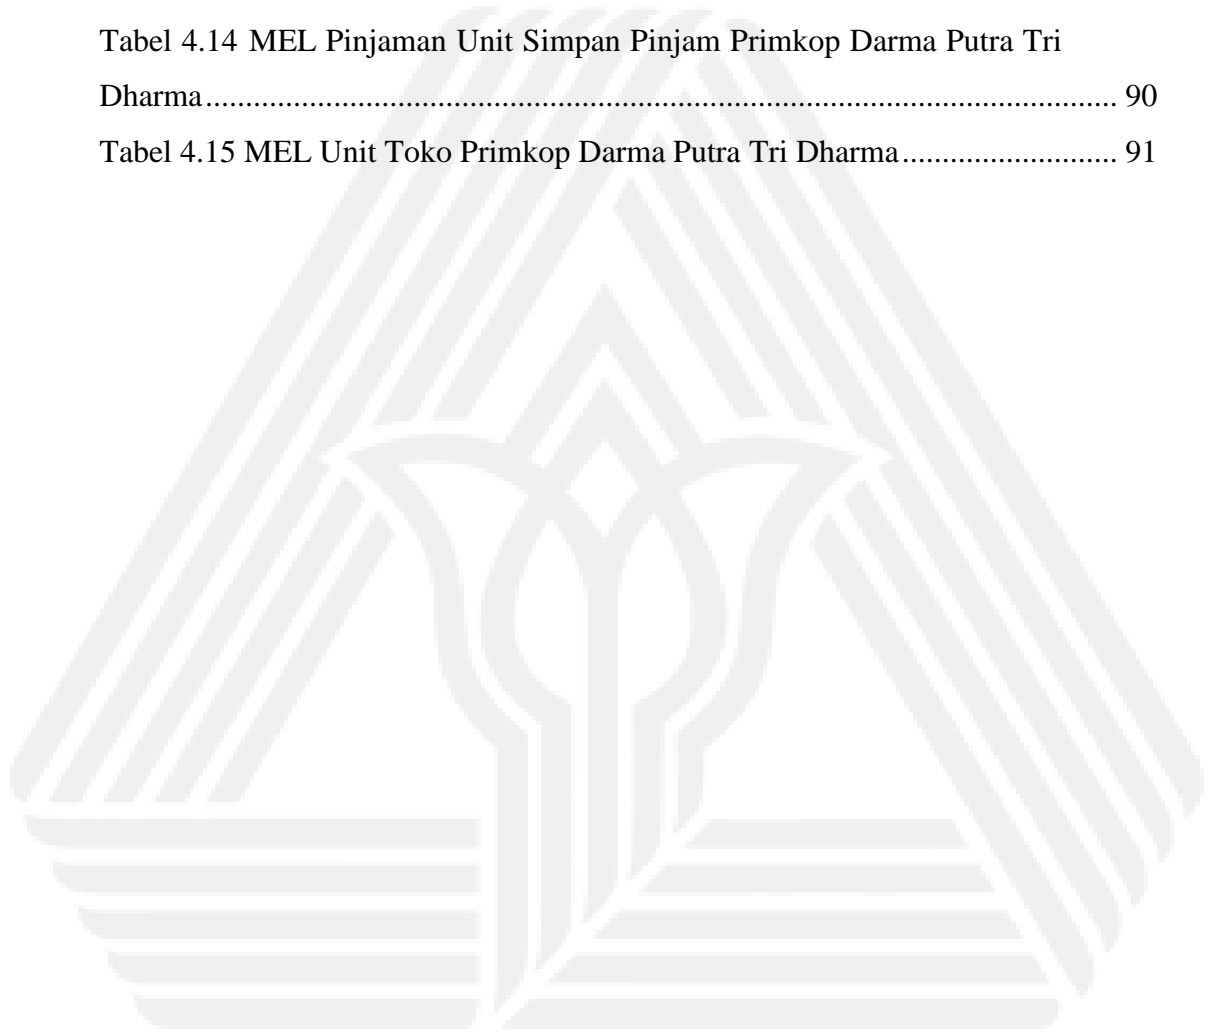 Tabel 4.14 MEL Pinjaman Unit Simpan Pinjam Primkop Darma Putra Tri
Dharma.................................................................................................................. 90
Tabel 4.15 MEL Unit Toko Primkop Darma Putra Tri Dharma........................... 91